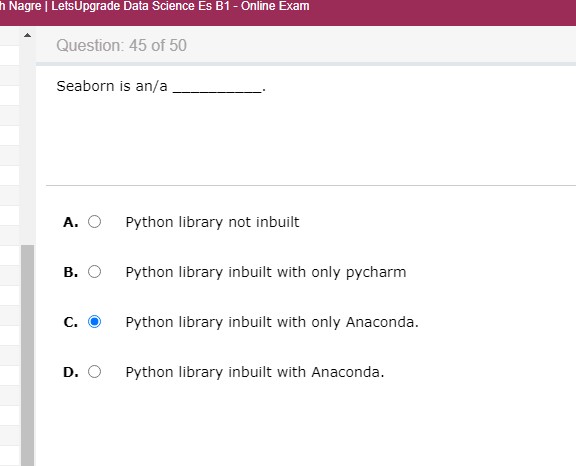 h Nagre | LetsUpgrade Data Science Es B1 - Online Exam
Question: 45 of 50
Seaborn is an/a __________.
A. Python library not inbuilt
B. Python library inbuilt with only pycharm
C. Python library inbuilt with only Anaconda.
D. Python library inbuilt with Anaconda.